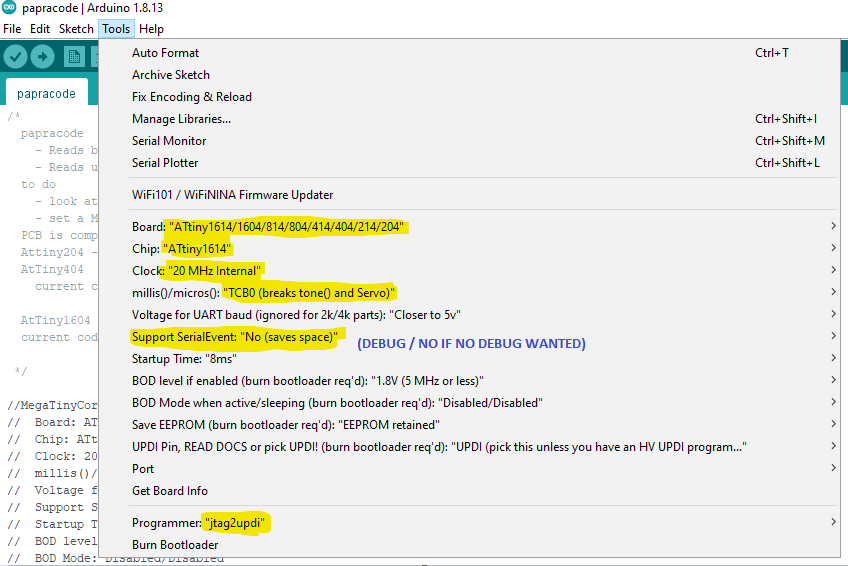 papracode | Arduino 1.8.13
File Edit Sketch Tools Help
Auto Format Ctrl+T
papracode Archive Sketch
Fix Encoding & Reload
/* Manage Libraries... Ctrl+Shift+I
papracode Serial Monitor Ctrl+Shift+M
- Reads b
- Reads u Serial Plotter Ctrl+Shift+L
to do
- look at WiFi101 / WiFiNINA Firmware Updater
- set a M
PCB is comp Board: "ATtiny1614/1604/814/804/414/404/214/204"
Attiny204 - Chip: "ATtiny1614"
AtTiny404 Clock: "20 MHz Internal"
current c millis()/micros(): "TCB0 (breaks tone() and Servo)"
AtTiny1604 Voltage for UART baud (ignored for 2k/4k parts): "Closer to 5v"
current cod Support SerialEvent: "No (saves space)" (DEBUG / NO IF NO DEBUG WANTED)
Startup Time: "8ms"
*/ BOD level if enabled (burn bootloader req'd): "1.8V (5 MHz or less)"
//MegaTinyCor BOD Mode when active/sleeping (burn bootloader req'd): "Disabled/Disabled"
// Board: AT Save EEPROM (burn bootloader req'd): "EEPROM retained"
// Chip: ATt UPDI Pin, READ DOCS or pick UPDI! (burn bootloader req'd): "UPDI (pick this unless you have an HV UPDI program..."
// Clock: 20
// millis()/ Port
// Voltage f Get Board Info
// Support S
// Startup T Programmer: "jtag2updi"
// BOD level Burn Bootloader
// BOD Mode: Disabled/Disabled